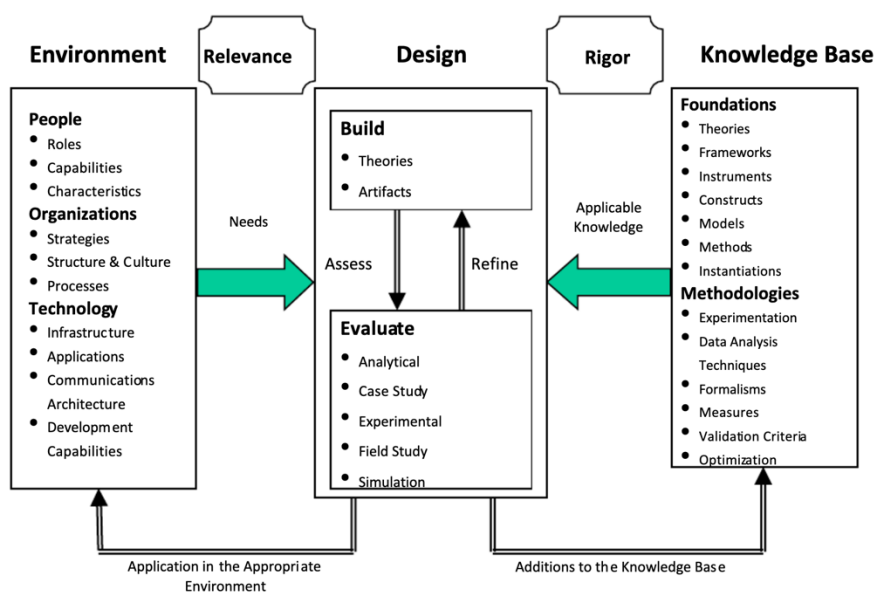 Environment
Relevance
Design
Rigor
Knowledge Base
People
• Roles
• Capabilities
• Characteristics
Organizations
• Strategies
• Structure & Culture
• Processes
Technology
• Infrastructure
• Applications
• Communications
Architecture
• Development
Capabilities
Needs
Build
• Theories
• Artifacts
Assess
Refine
Evaluate
• Analytical
• Case Study
• Experimental
• Field Study
• Simulation
Applicable
Knowledge
Foundations
• Theories
• Frameworks
• Instruments
• Constructs
• Models
• Methods
• Instantiations
Methodologies
• Experimentation
• Data Analysis
Techniques
• Formalisms
• Measures
• Validation Criteria
• Optimization
Application in the Appropriate
Environment
Additions to the Knowledge Base